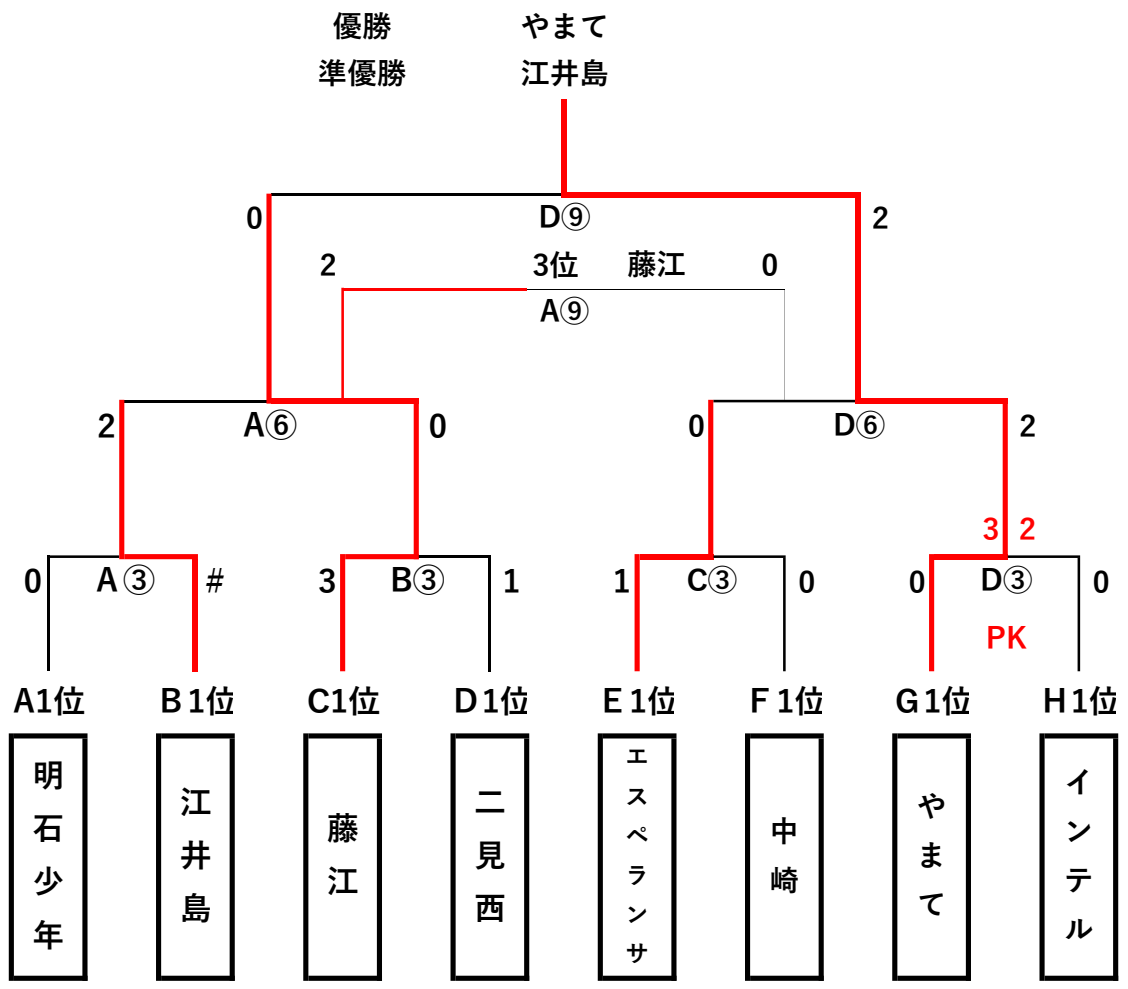 優勝 やまて
準優勝 江井島
0 D⑨ 2
2 3位 藤江 0
A⑨
2 A⑥ 0 0 D⑥ 2
3 2
0 A③ # 3 B③ 1 1 C③ 0 0 D③ 0
PK
A1位 B1位 C1位 D1位 E1位 F1位 G1位 H1位
明石少年
江井島
藤江
二見西
エスペランサ
中崎
やまて
インテル